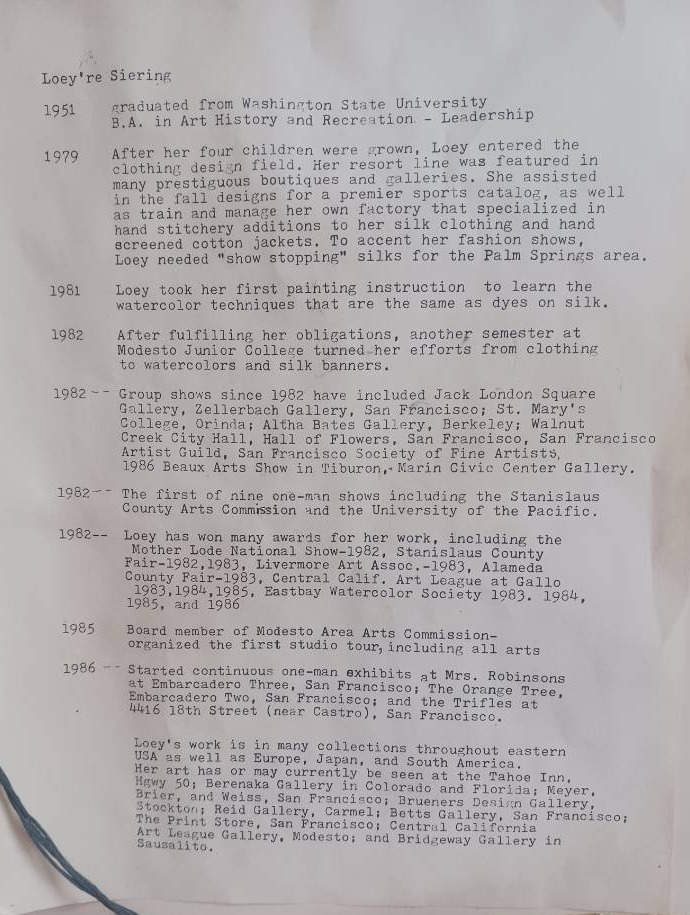 Loey're Siering
1951 graduated from Washington State University
B.A. in Art History and Recreation - Leadership
1979 After her four children were grown, Loey entered the
clothing design field. Her resort line was featured in
many prestiguous boutiques and galleries. She assisted
in the fall designs for a premier sports catalog, as well
as train and manage her own factory that specialized in
hand stitchery additions to her silk clothing and hand
screened cotton jackets. To accent her fashion shows,
Loey needed "show stopping" silks for the Palm Springs area.
1981 Loey took her first painting instruction to learn the
watercolor techniques that are the same as dyes on silk.
1982 After fulfilling her obligations, another semester at
Modesto Junior College turned her efforts from clothing
to watercolors and silk banners.
1982 -- Group shows since 1982 have included Jack London Square
Gallery, Zellerbach Gallery, San Francisco; St. Mary's
College, Orinda; Altha Bates Gallery, Berkeley; Walnut
Creek City Hall, Hall of Flowers, San Francisco, San Francisco
Artist Guild, San Francisco Society of Fine Artists,
1986 Beaux Arts Show in Tiburon,- Marin Civic Center Gallery.
1982-- The first of nine one-man shows including the Stanislaus
County Arts Commission and the University of the Pacific.
1982-- Loey has won many awards for her work, including the
Mother Lode National Show-1982, Stanislaus County
Fair-1982,1983, Livermore Art Assoc.-1983, Alameda
County Fair-1983, Central Calif. Art League at Gallo
1983,1984,1985, Eastbay Watercolor Society 1983. 1984,
1985, and 1986
1985 Board member of Modesto Area Arts Commission-
organized the first studio tour, including all arts
1986 -- Started continuous one-man exhibits at Mrs. Robinsons
at Embarcadero Three, San Francisco; The Orange Tree,
Embarcadero Two, San Francisco; and the Trifles at
4416 18th Street (near Castro), San Francisco.
Loey's work is in many collections throughout eastern
USA as well as Europe, Japan, and South America.
Her art has or may currently be seen at the Tahoe Inn,
Hgwy 50; Berenaka Gallery in Colorado and Florida; Meyer,
Brier, and Weiss, San Francisco; Brueners Design Gallery,
Stockton; Reid Gallery, Carmel; Betts Gallery, San Francisco;
The Print Store, San Francisco; Central California
Art League Gallery, Modesto; and Bridgeway Gallery in
Sausalito.